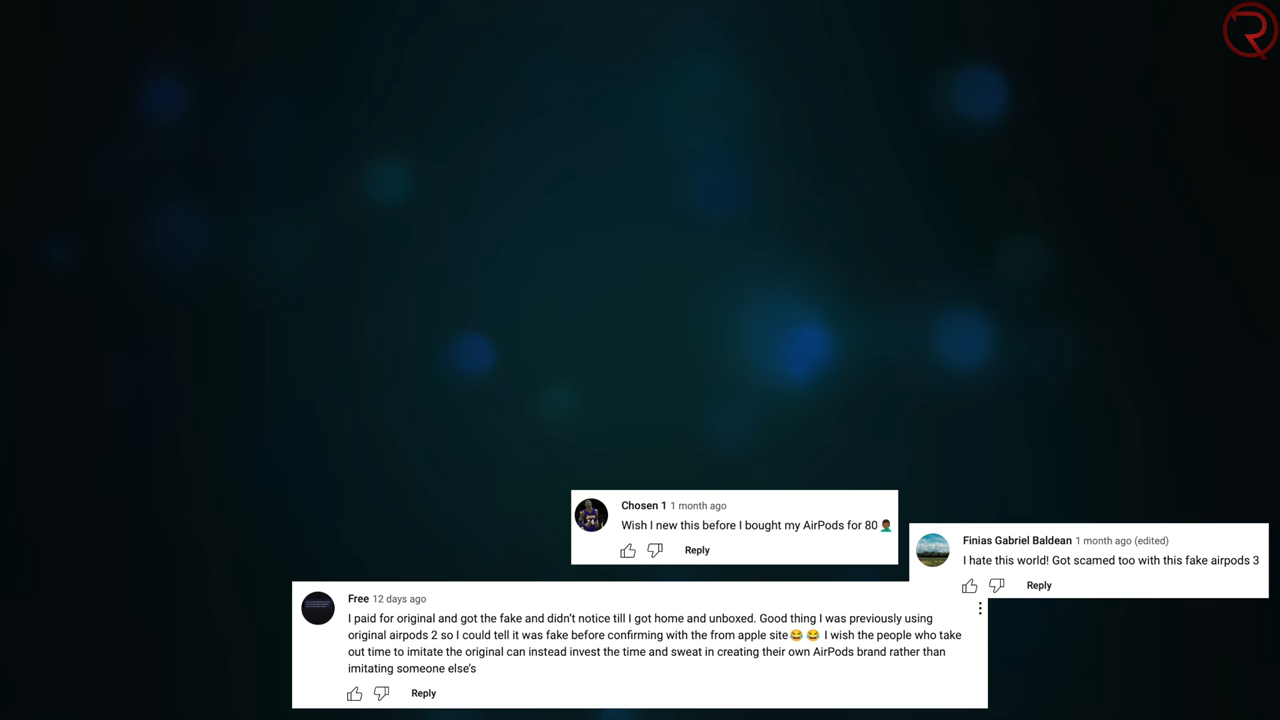 Chosen 1 1 month ago
Wish I new this before I bought my AirPods for 80 🤦🏾‍♂️
Reply
Finias Gabriel Baldean 1 month ago (edited)
I hate this world! Got scamed too with this fake airpods 3
Reply
Free 12 days ago
I paid for original and got the fake and didn't notice till I got home and unboxed. Good thing I was previously using
original airpods 2 so I could tell it was fake before confirming with the from apple site😂 😂 I wish the people who take
out time to imitate the original can instead invest the time and sweat in creating their own AirPods brand rather than
imitating someone else's
Reply